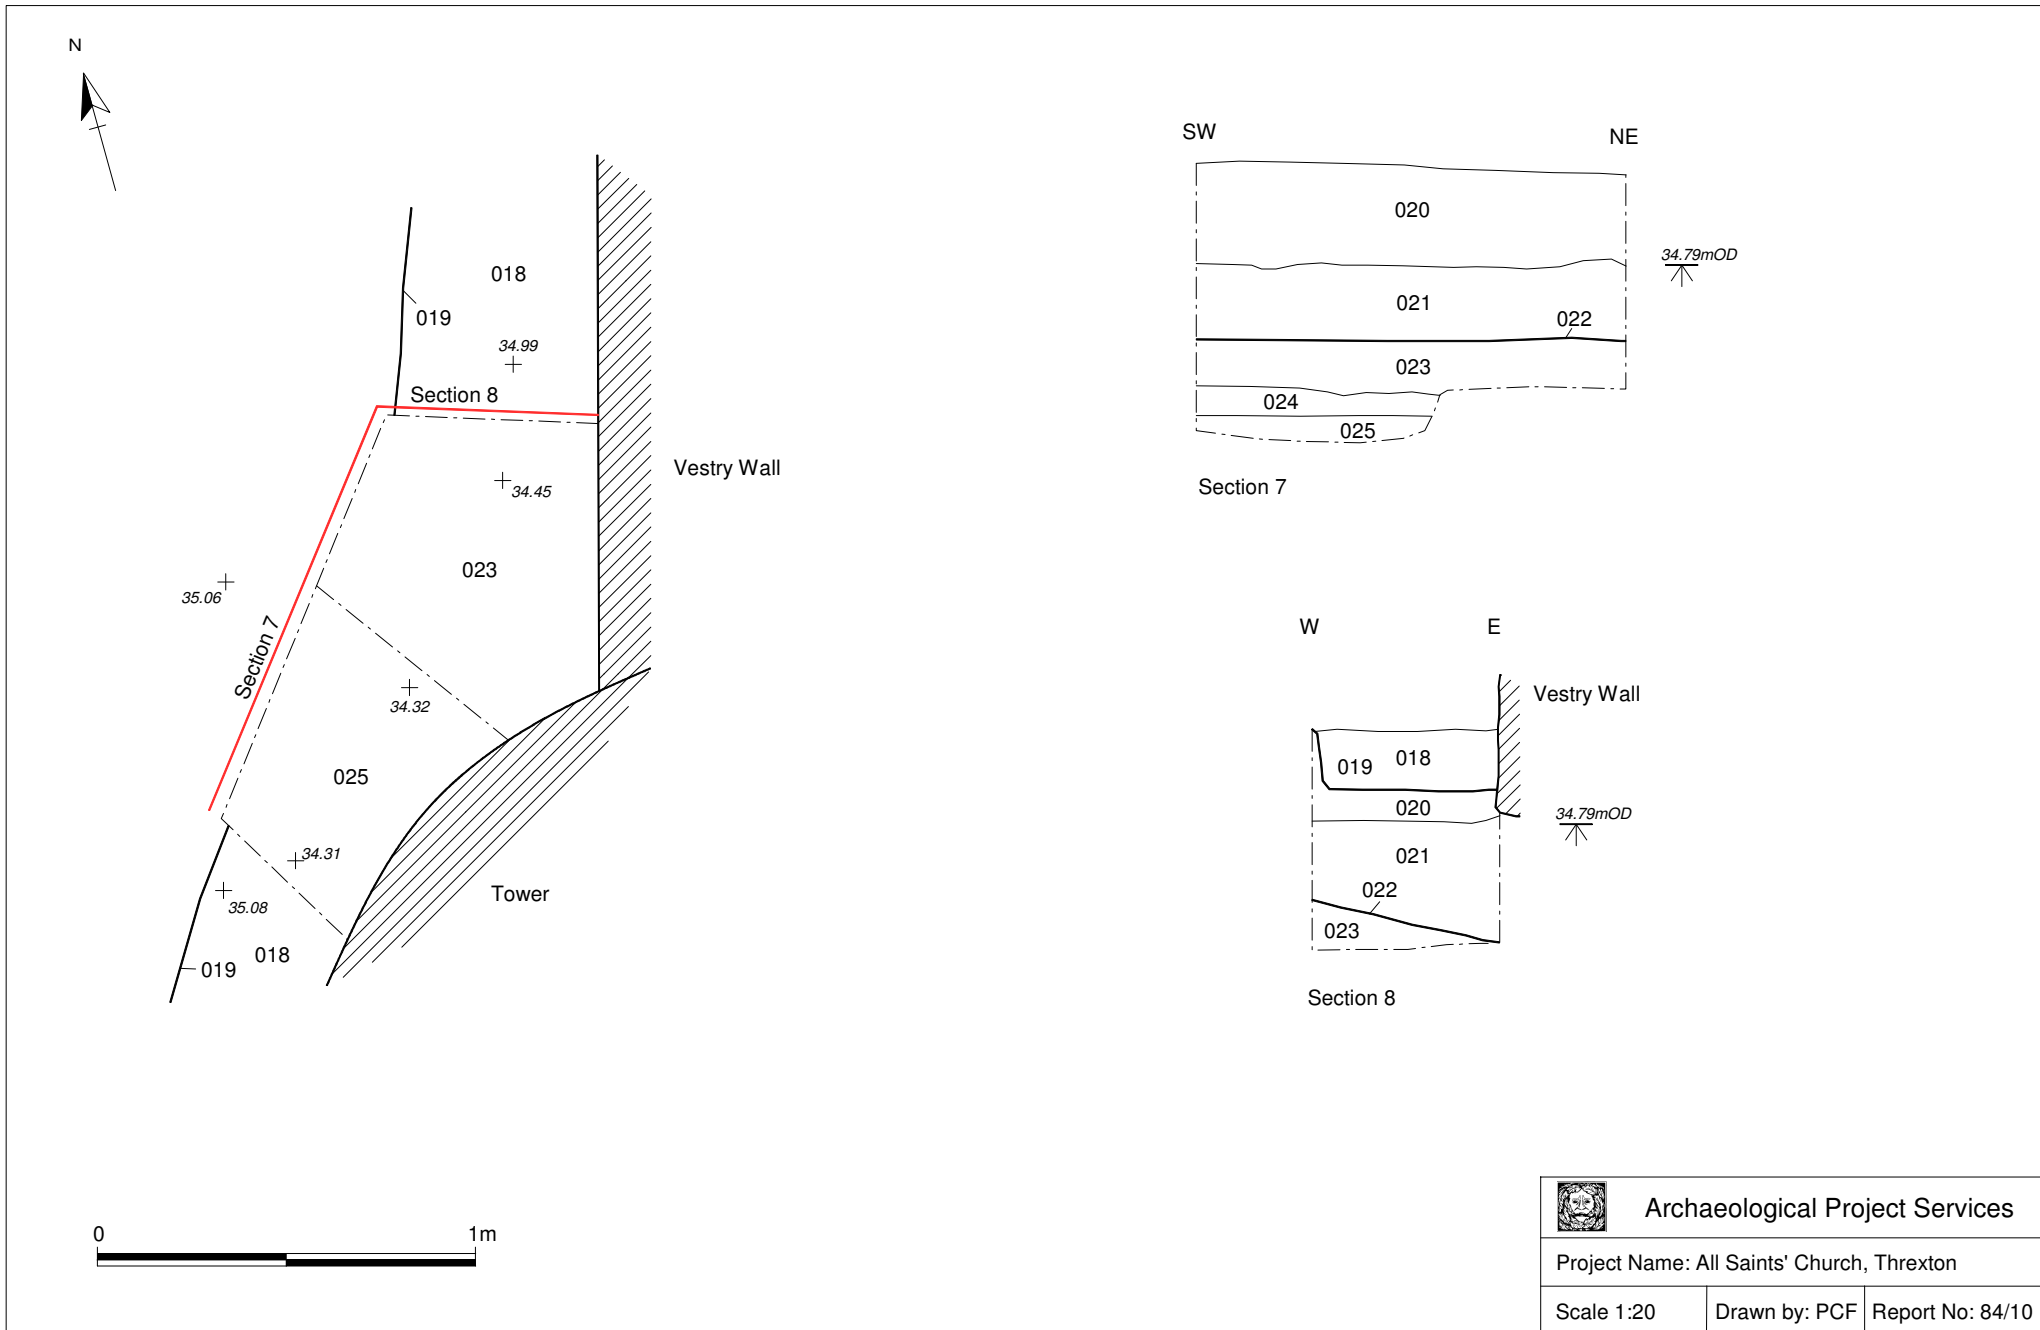 N
018
019
34.99
Section 8
34.45
Vestry Wall
023
35.06
Section 7
34.32
025
34.31
35.08
Tower
018
019
0 1m
SW NE
020
34.79mOD
021
022
023
024
025
Section 7
W E
Vestry Wall
018
019
020
34.79mOD
021
022
023
Section 8
Archaeological Project Services
Project Name: All Saints' Church, Threxton
Scale 1:20 Drawn by: PCF Report No: 84/10